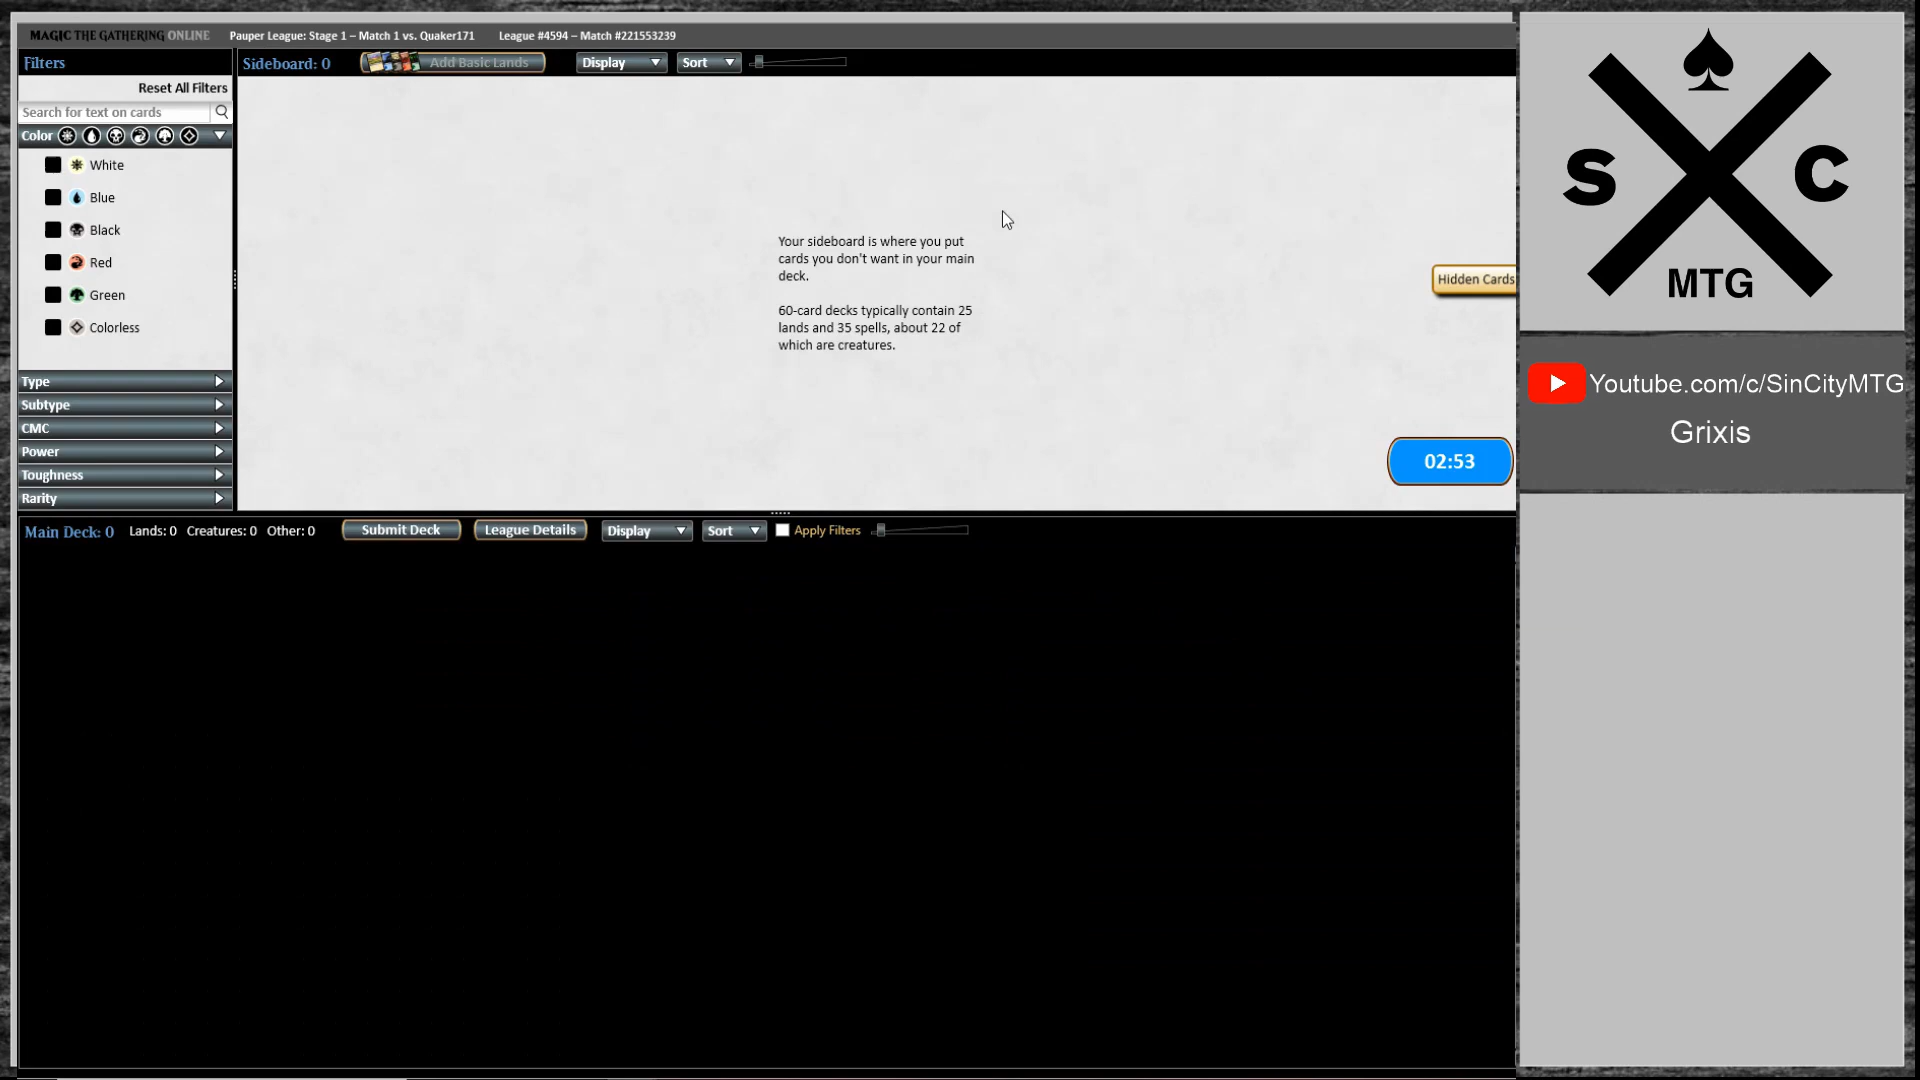 MAGIC THE GATHERING ONLINE Pauper League: Stage 1 – Match 1 vs. Quaker171 League #4594 – Match #221553239
Filters
Sideboard: 0 Add Basic Lands Display Sort
Reset All Filters
Search for text on cards
Color
White
Blue
Black
Red
Green
Colorless
Type
Subtype
CMC
Power
Toughness
Rarity
Your sideboard is where you put
cards you don't want in your main
deck.
60-card decks typically contain 25
lands and 35 spells, about 22 of
which are creatures.
Hidden Cards
02:53
Main Deck: 0 Lands: 0 Creatures: 0 Other: 0 Submit Deck League Details Display Sort Apply Filters
S C
MTG
Youtube.com/c/SinCityMTG
Grixis